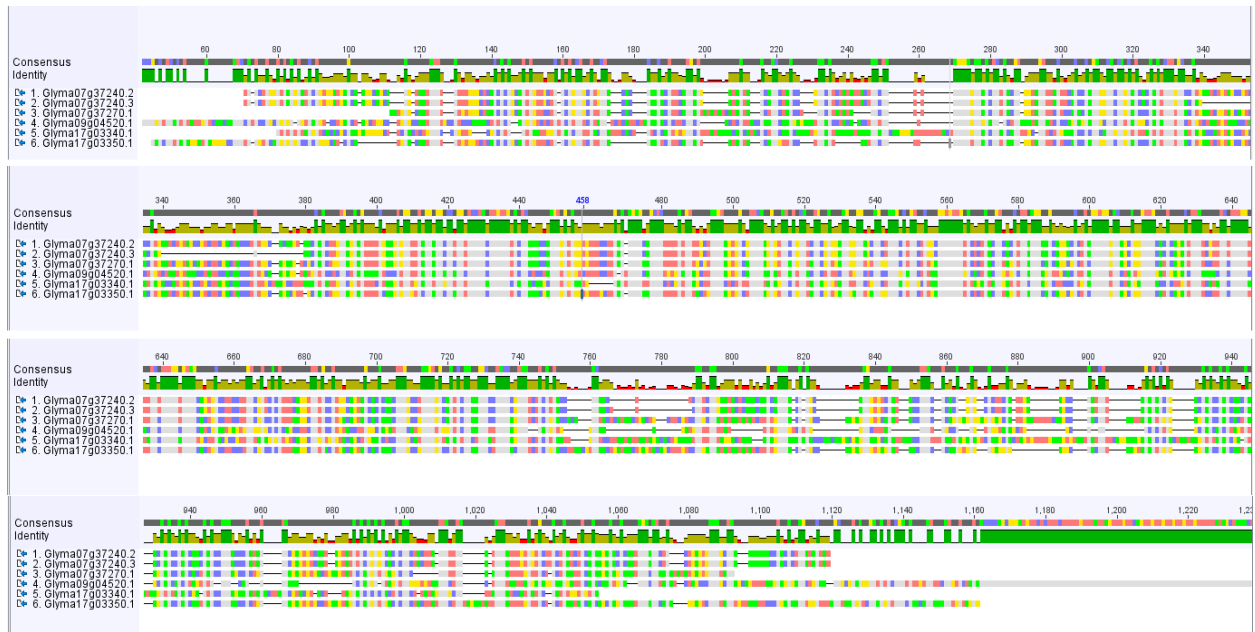 60 80 100 120 140 160 180 200 220 240 260 280 300 320 340
Consensus
Identity
1. Glyma07g37240.2
2. Glyma07g37240.3
3. Glyma07g37270.1
4. Glyma09g04520.1
5. Glyma17g03340.1
6. Glyma17g03350.1
340 360 380 400 420 440 458 480 500 520 540 560 580 600 620 640
Consensus
Identity
1. Glyma07g37240.2
2. Glyma07g37240.3
3. Glyma07g37270.1
4. Glyma09g04520.1
5. Glyma17g03340.1
6. Glyma17g03350.1
640 660 680 700 720 740 760 780 800 820 840 860 880 900 920 940
Consensus
Identity
1. Glyma07g37240.2
2. Glyma07g37240.3
3. Glyma07g37270.1
4. Glyma09g04520.1
5. Glyma17g03340.1
6. Glyma17g03350.1
940 960 980 1,000 1,020 1,040 1,060 1,080 1,100 1,120 1,140 1,160 1,180 1,200 1,220 1,23
Consensus
Identity
1. Glyma07g37240.2
2. Glyma07g37240.3
3. Glyma07g37270.1
4. Glyma09g04520.1
5. Glyma17g03340.1
6. Glyma17g03350.1